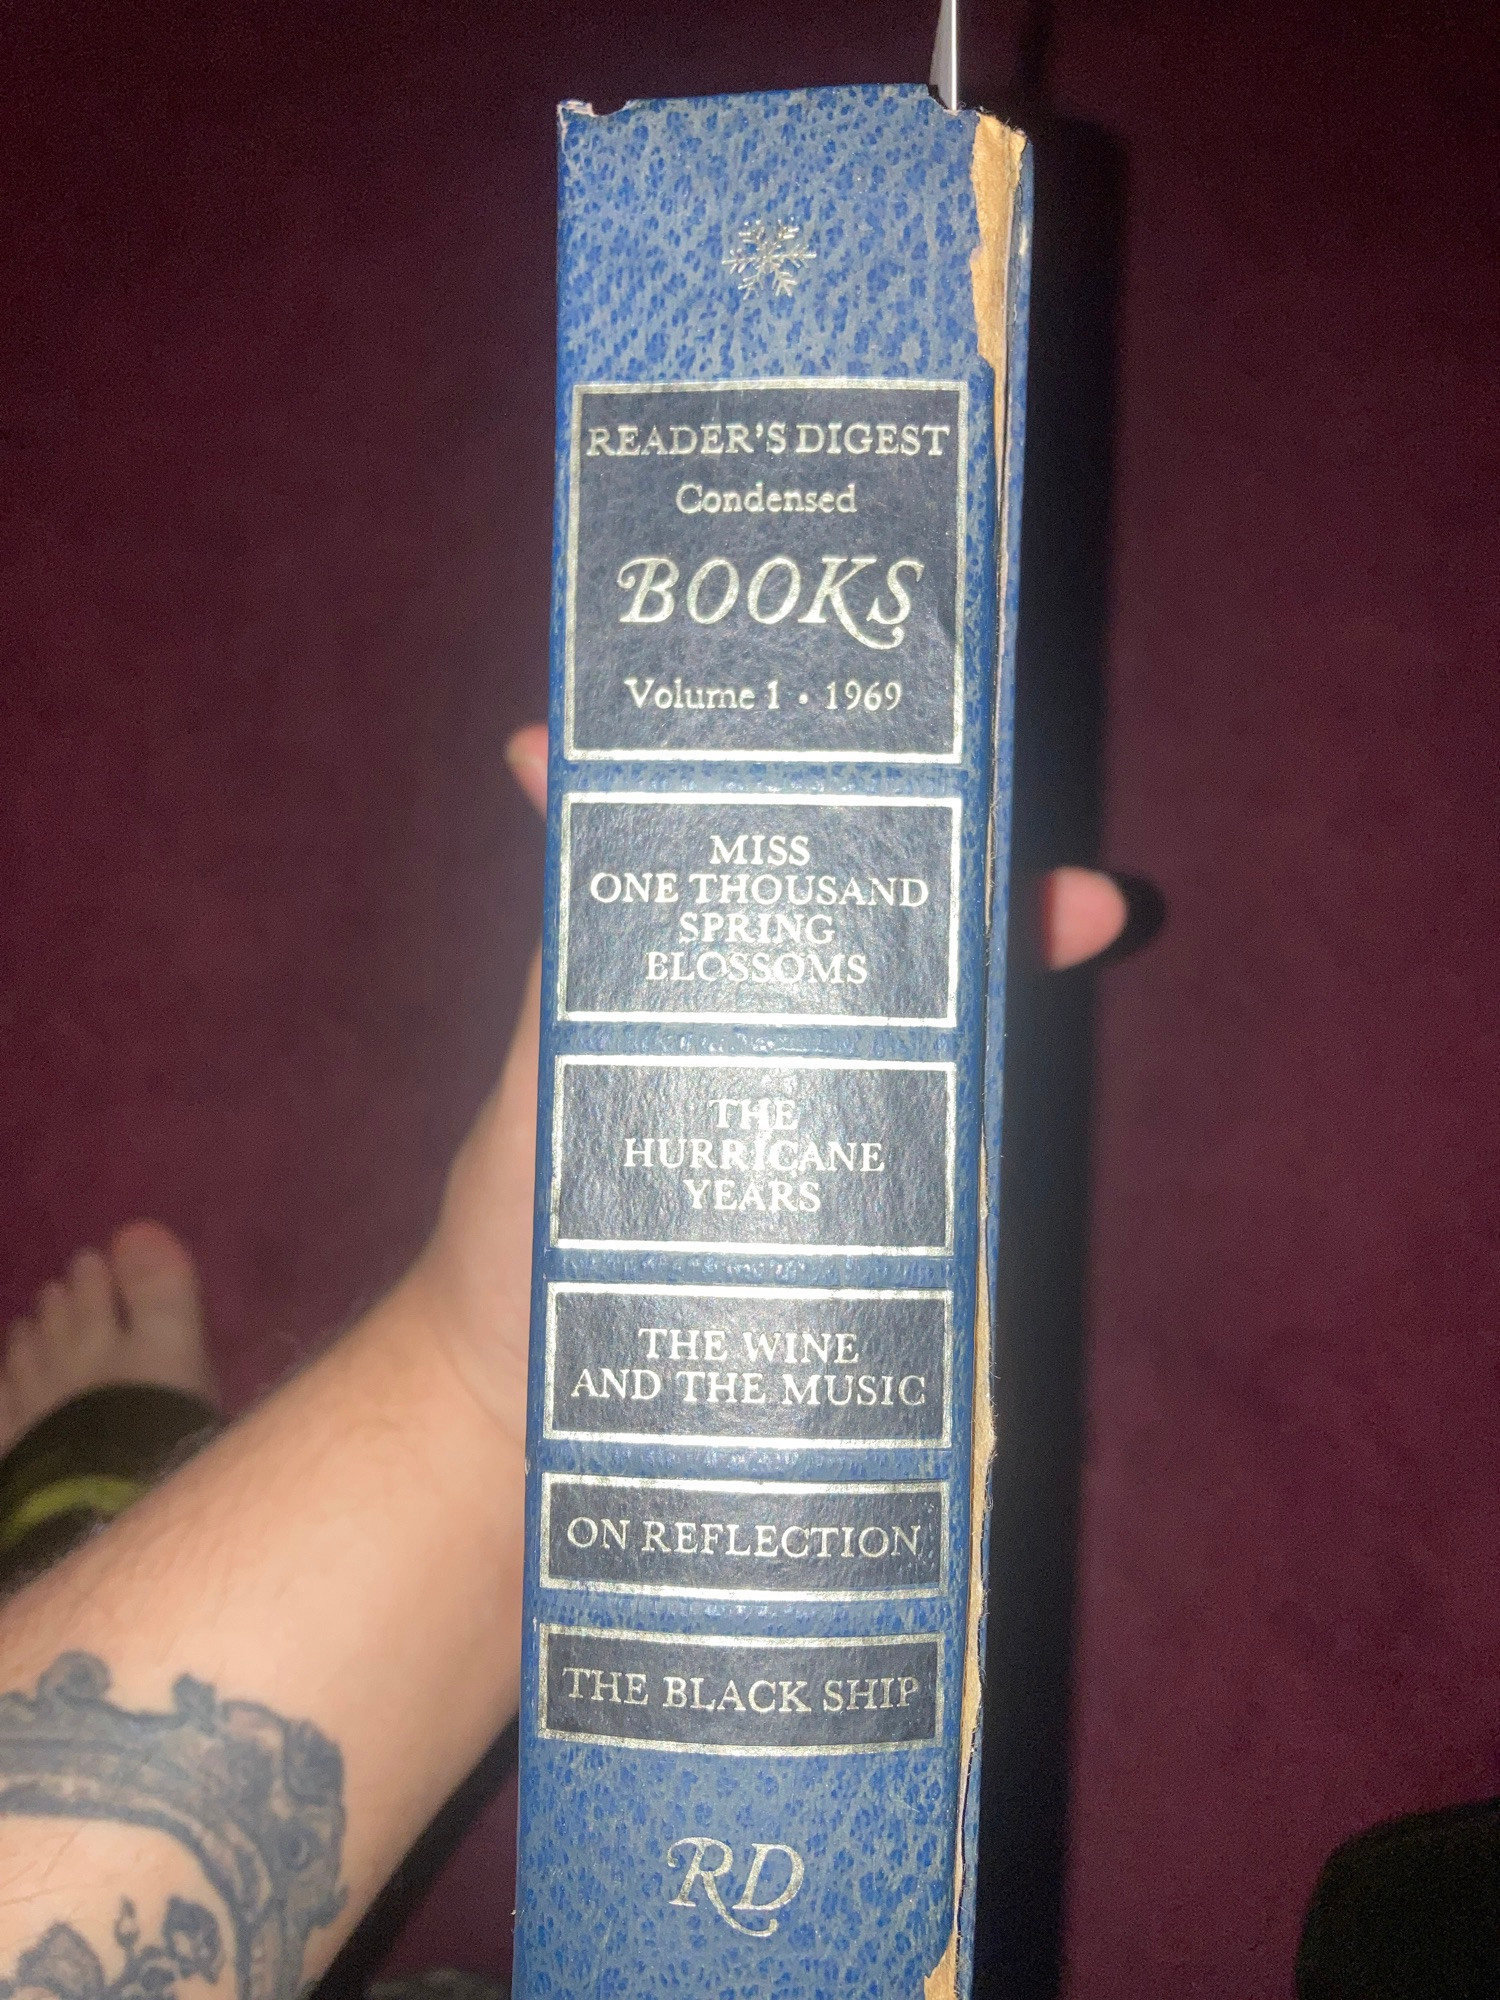 READER'S DIGEST
Condensed
BOOKS
Volume 1 • 1969
MISS
ONE THOUSAND
SPRING
BLOSSOMS
THE
HURRICANE
YEARS
THE WINE
AND THE MUSIC
ON REFLECTION
THE BLACK SHIP
RD